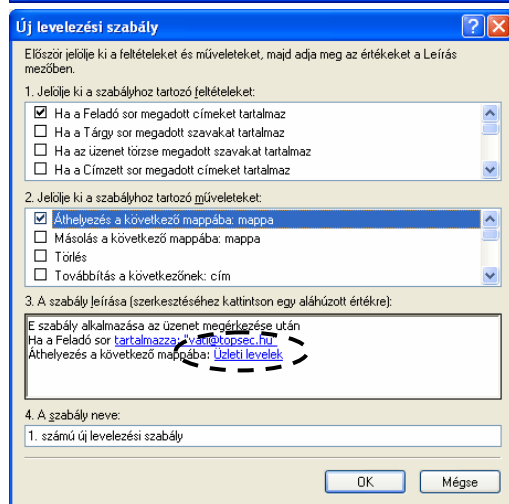 Új levelezési szabály
Először jelölje ki a feltételeket és műveleteket, majd adja meg az értékeket a Leírás
mezőben.
1. Jelölje ki a szabályhoz tartozó feltételeket:
Ha a Feladó sor megadott címeket tartalmaz
Ha a Tárgy sor megadott szavakat tartalmaz
Ha az üzenet törzse megadott szavakat tartalmaz
Ha a Címzett sor megadott címeket tartalmaz
2. Jelölje ki a szabályhoz tartozó műveleteket:
Áthelyezés a következő mappába: mappa
Másolás a következő mappába: mappa
Törlés
Továbbítás a következőnek: cím
3. A szabály leírása (szerkesztéséhez kattintson egy aláhúzott értékre):
E szabály alkalmazása az üzenet megérkezése után
Ha a Feladó sor tartalmazza: "vati@topsec.hu"
Áthelyezés a következő mappába: Üzleti levelek
4. A szabály neve:
1. számú új levelezési szabály
OK Mégse